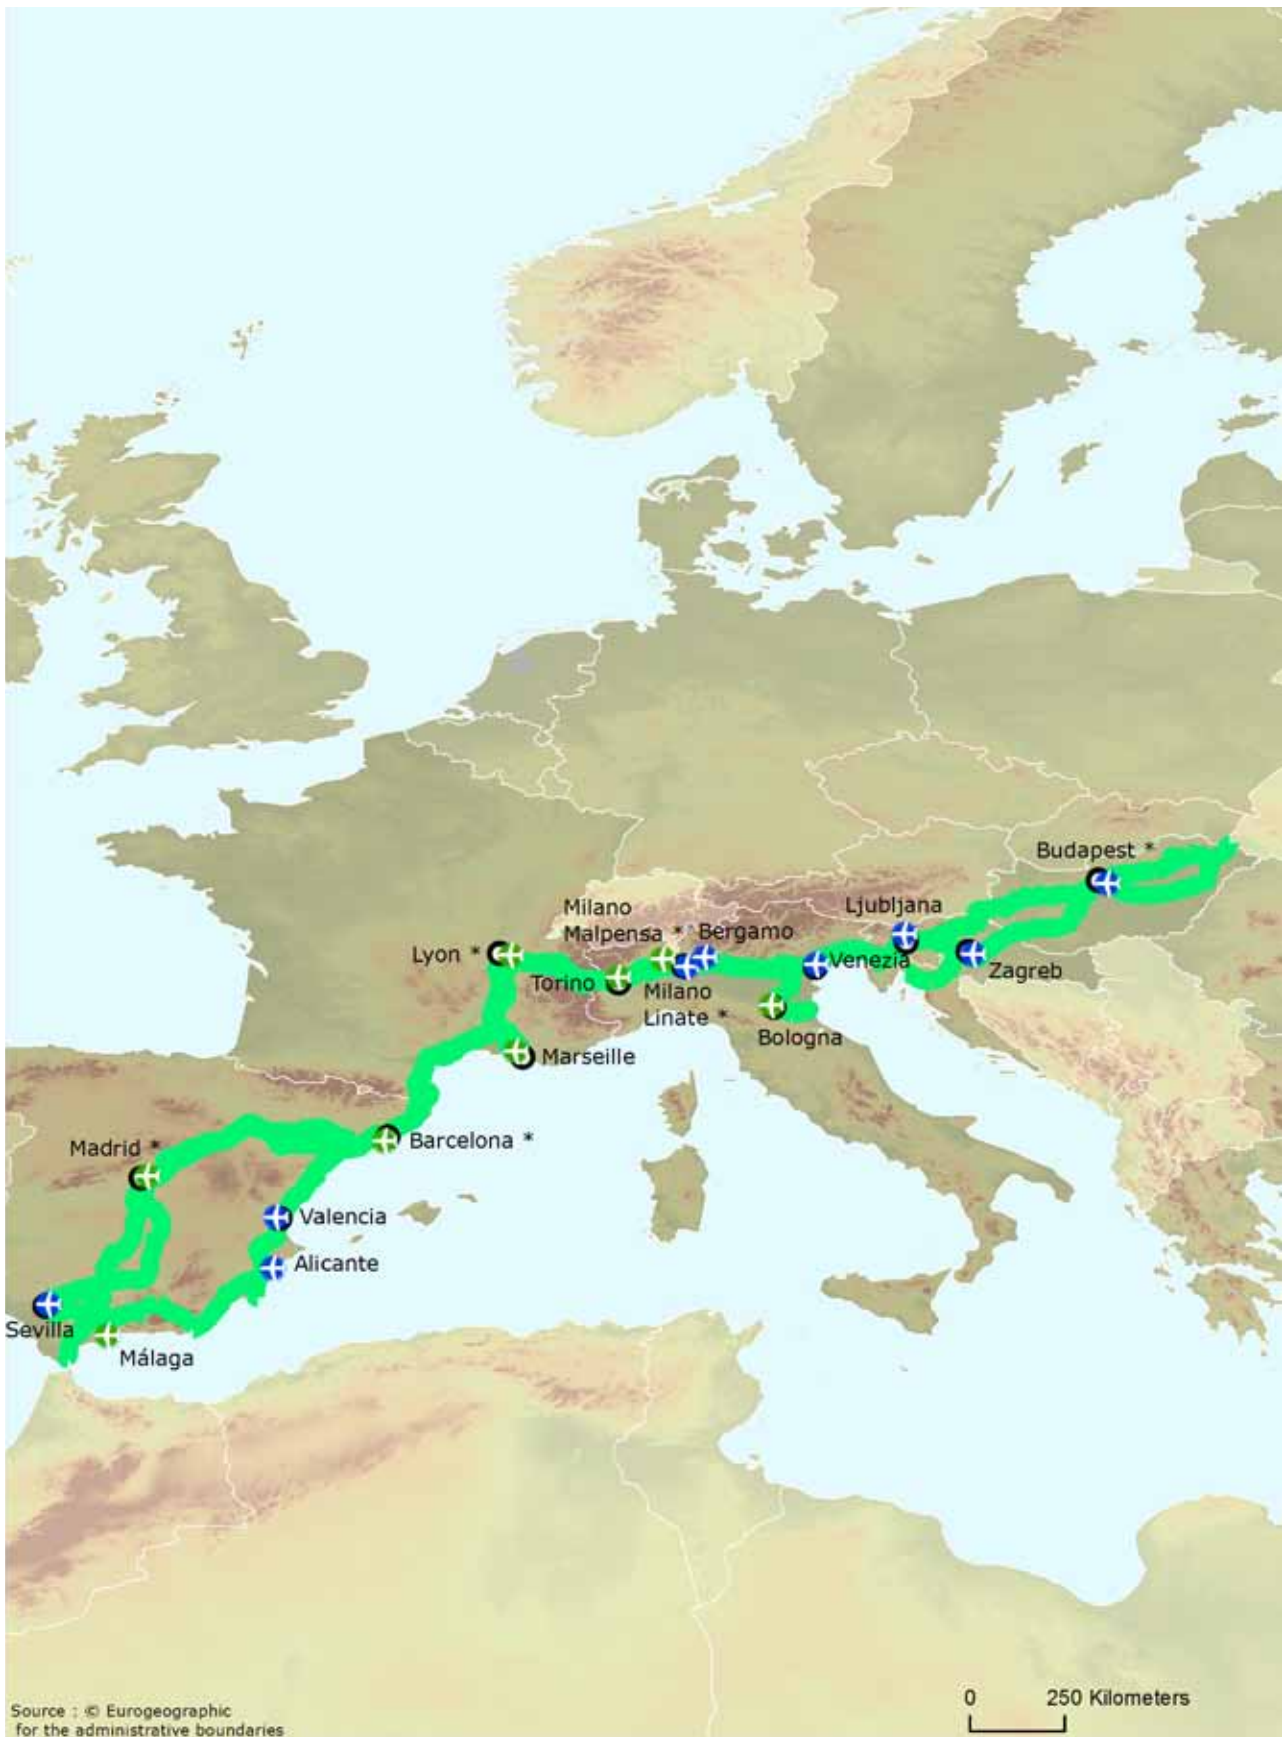 Budapest *
Ljubljana
Milano
Malpensa *
Bergamo
Lyon *
Torino
Venezia
Zagreb
Milano
Linate *
Bologna
Marseille
Madrid *
Barcelona *
Valencia
Alicante
Sevilla
Málaga
0 250 Kilometers
Source : © Eurogeographic
for the administrative boundaries